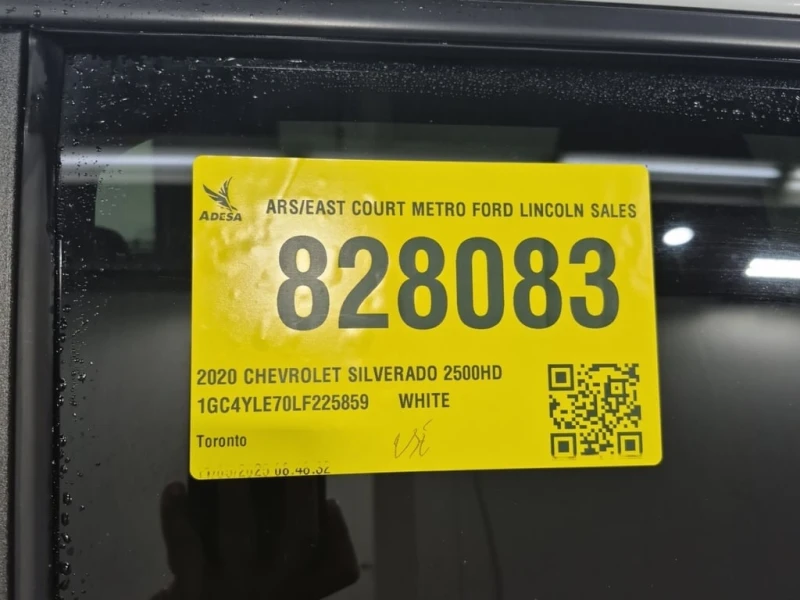 ADESA
ARS/EAST COURT METRO FORD LINCOLN SALES
828083
2020 CHEVROLET SILVERADO 2500HD
1GC4YLE70LF225859 WHITE
Toronto